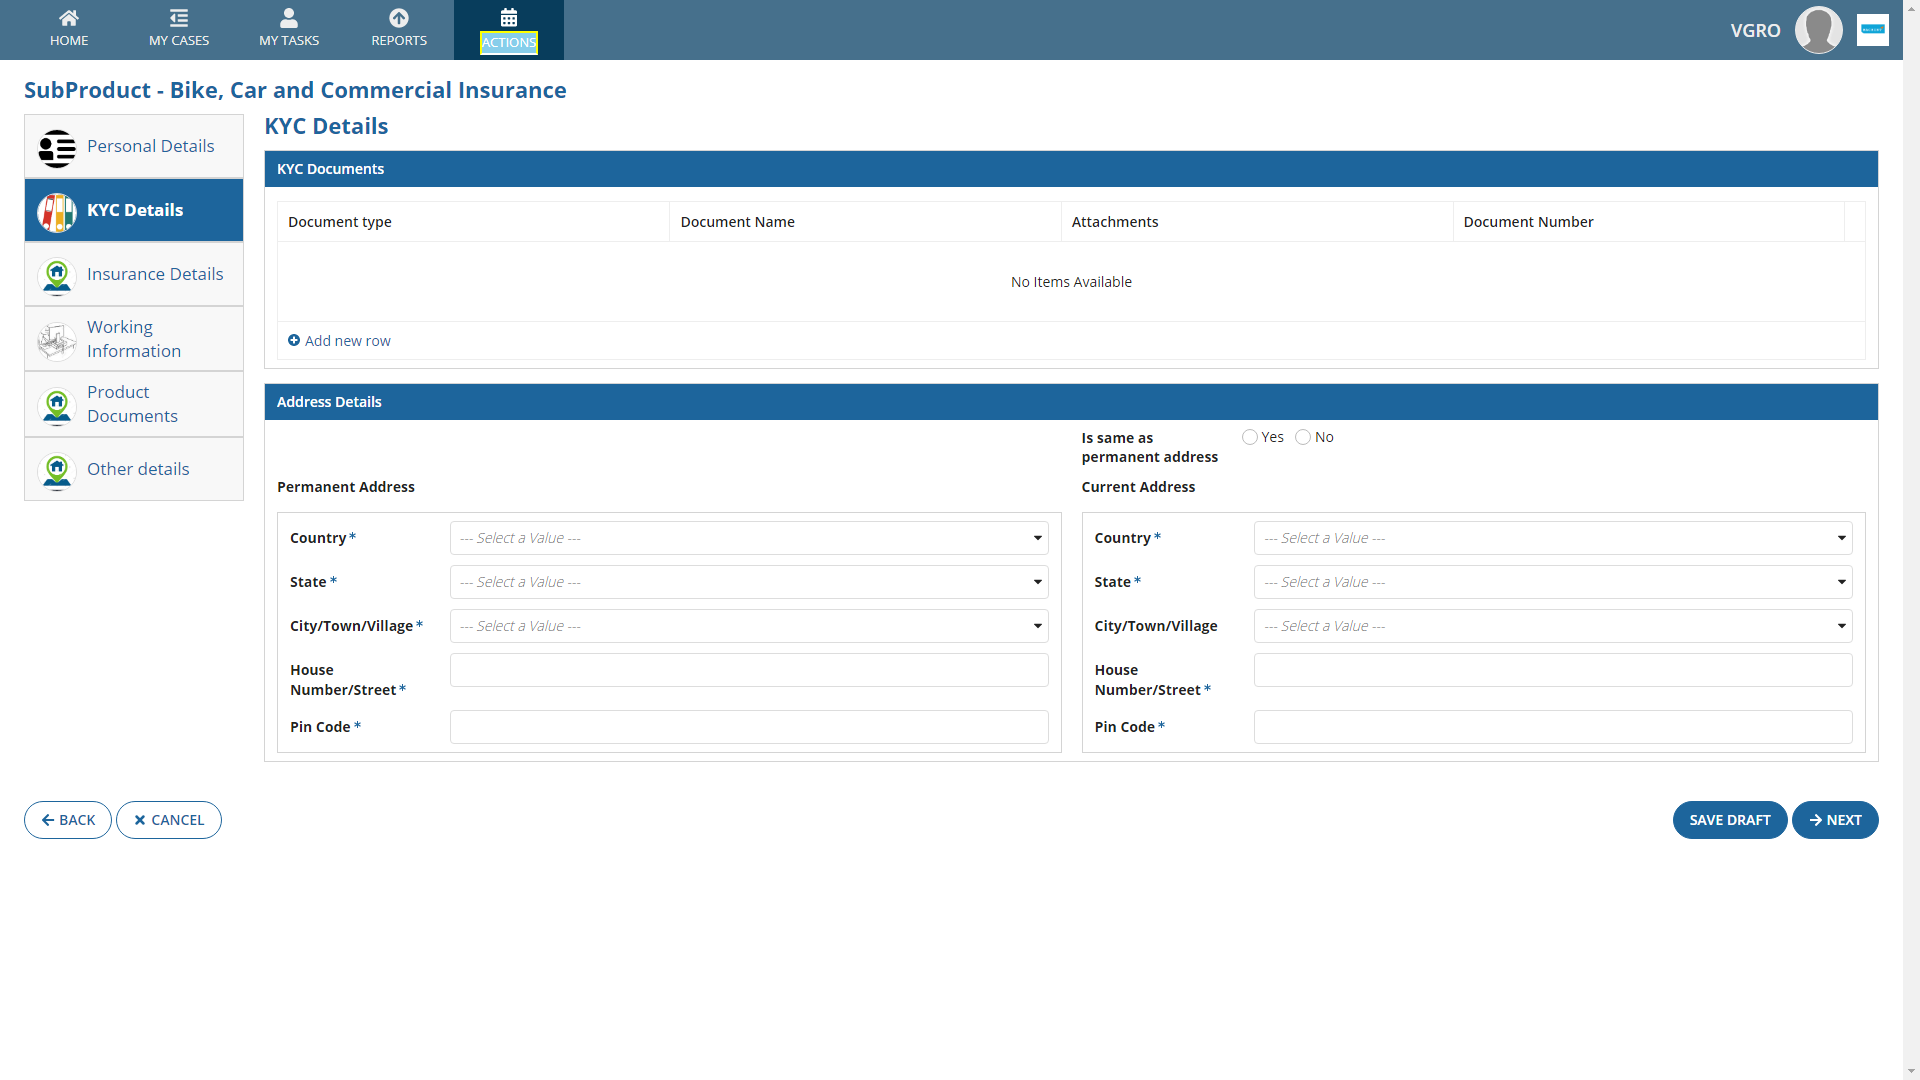 HOME
MY CASES
MY TASKS
REPORTS
ACTIONS
VGRO
SubProduct - Bike, Car and Commercial Insurance
Personal Details
KYC Details
Insurance Details
Working
Information
Product
Documents
Other details
KYC Details
KYC Documents
Document type
Document Name
Attachments
Document Number
No Items Available
Add new row
Address Details
Is same as
permanent address
Yes
No
Permanent Address
Country*
--- Select a Value ---
State*
--- Select a Value ---
City/Town/Village*
--- Select a Value ---
House
Number/Street*
Pin Code*
Current Address
Country*
--- Select a Value ---
State*
--- Select a Value ---
City/Town/Village
--- Select a Value ---
House
Number/Street*
Pin Code*
BACK
CANCEL
SAVE DRAFT
NEXT